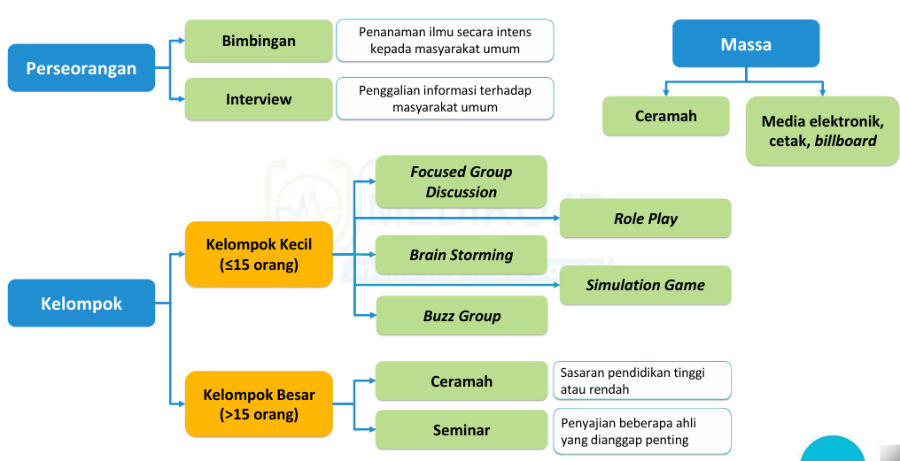 Perseorangan
Bimbingan
Penanaman ilmu secara intens
kepada masyarakat umum
Interview
Penggalian informasi terhadap
masyarakat umum
Massa
Ceramah
Media elektronik,
cetak, billboard
Kelompok
Kelompok Kecil
(≤15 orang)
Focused Group
Discussion
Role Play
Brain Storming
Simulation Game
Buzz Group
Kelompok Besar
(>15 orang)
Ceramah
Sasaran pendidikan tinggi
atau rendah
Seminar
Penyajian beberapa ahli
yang dianggap penting